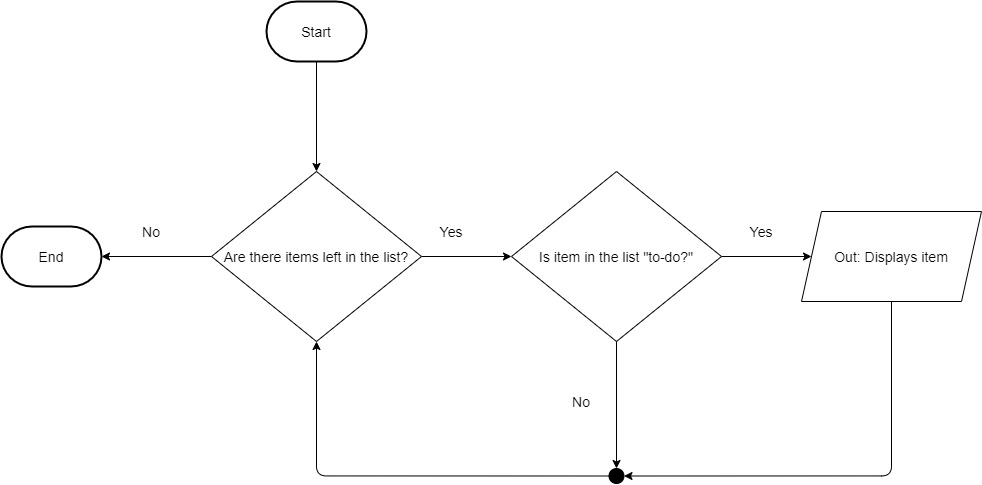 Start
No
Yes
Yes
End
Are there items left in the list?
Is item in the list "to-do?"
Out: Displays item
No